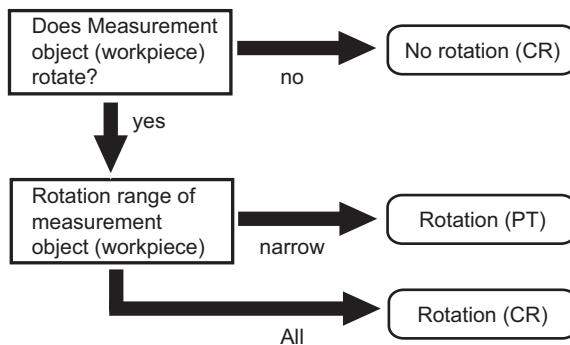 Does Measurement
object (workpiece)
rotate?
no
No rotation (CR)
yes
Rotation range of
measurement
object (workpiece)
narrow
Rotation (PT)
All
Rotation (CR)